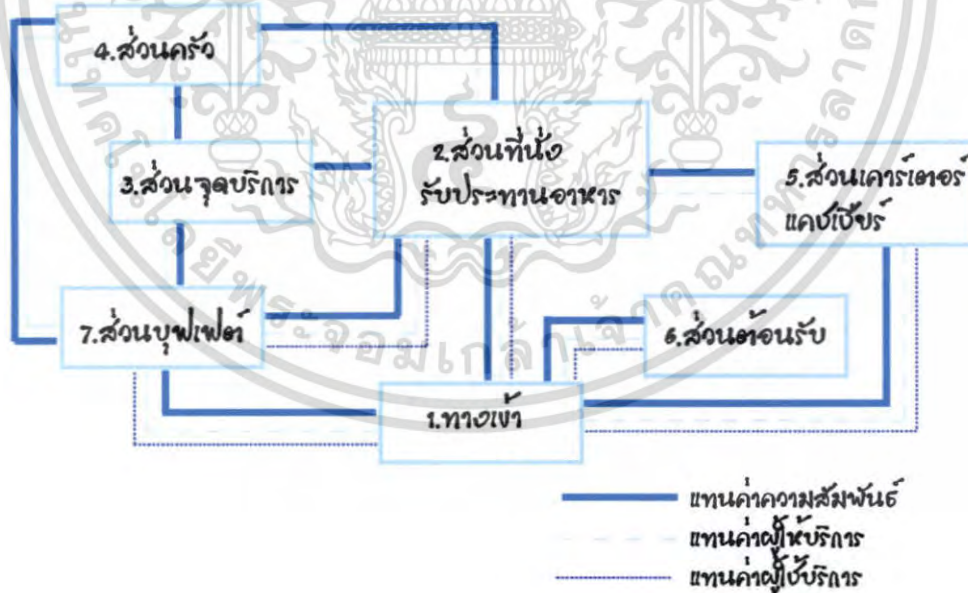 4.ส่วนครัว
2.ส่วนที่นั่ง
รับประทานอาหาร
3.ส่วนจุดบริการ
5.ส่วนเคาร์เตอร์
แคชเชียร์
7.ส่วนบุฟเฟต์
6.ส่วนต้อนรับ
1.ทางเข้า
แทนค่าความสัมพันธ์
แทนค่าผู้ให้บริการ
แทนค่าผู้ใช้บริการ